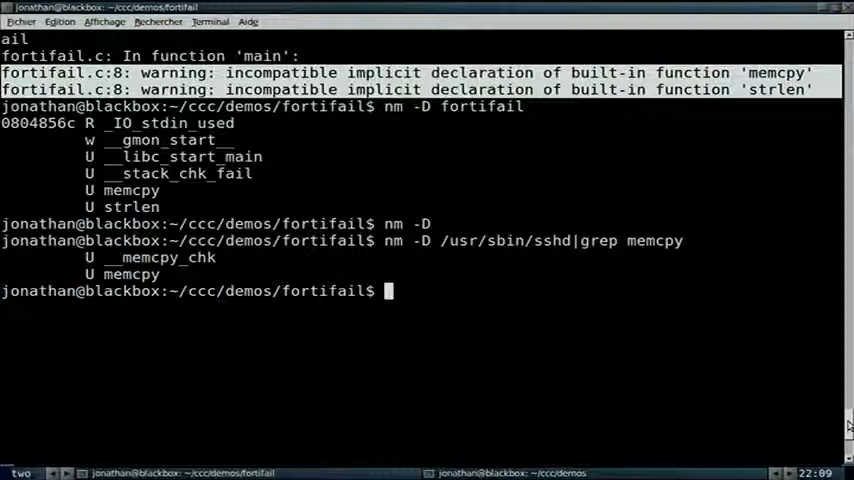 jonathan@blackbox:~/ccc/demos/fortifail
Fichier Edition Affichage Rechercher Terminal Aide
ail
fortifail.c: In function 'main':
fortifail.c:8: warning: incompatible implicit declaration of built-in function 'memcpy'
fortifail.c:8: warning: incompatible implicit declaration of built-in function 'strlen'
jonathan@blackbox:~/ccc/demos/fortifail$ nm -D fortifail
0804856c R _IO_stdin_used
w __gmon_start__
U __libc_start_main
U __stack_chk_fail
U memcpy
U strlen
jonathan@blackbox:~/ccc/demos/fortifail$ nm -D
jonathan@blackbox:~/ccc/demos/fortifail$ nm -D /usr/sbin/sshd|grep memcpy
U __memcpy_chk
U memcpy
jonathan@blackbox:~/ccc/demos/fortifail$
two jonathan@blackbox:~/ccc/demos/fortifail jonathan@blackbox:~/ccc/demos 22:09